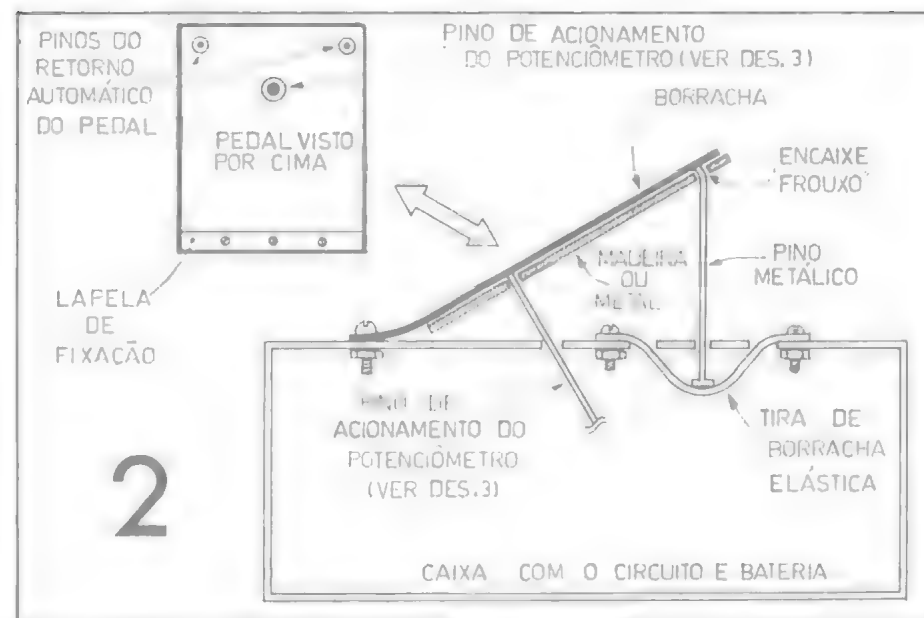 PINOS DO
RETORNO
AUTOMÁTICO
DO PEDAL
PEDAL VISTO
POR CIMA
LAPELA
DE
FIXAÇÃO
PINO DE ACIONAMENTO
DO POTENCIÔMETRO (VER DES. 3)
BORRACHA
ENCAIXE
"FROUXO"
MADEIRA
OU
METAL
PINO
METÁLICO
PINO DE
ACIONAMENTO DO
POTENCIÔMETRO
(VER DES. 3)
TIRA DE
BORRACHA
ELÁSTICA
2
CAIXA COM O CIRCUITO E BATERIA